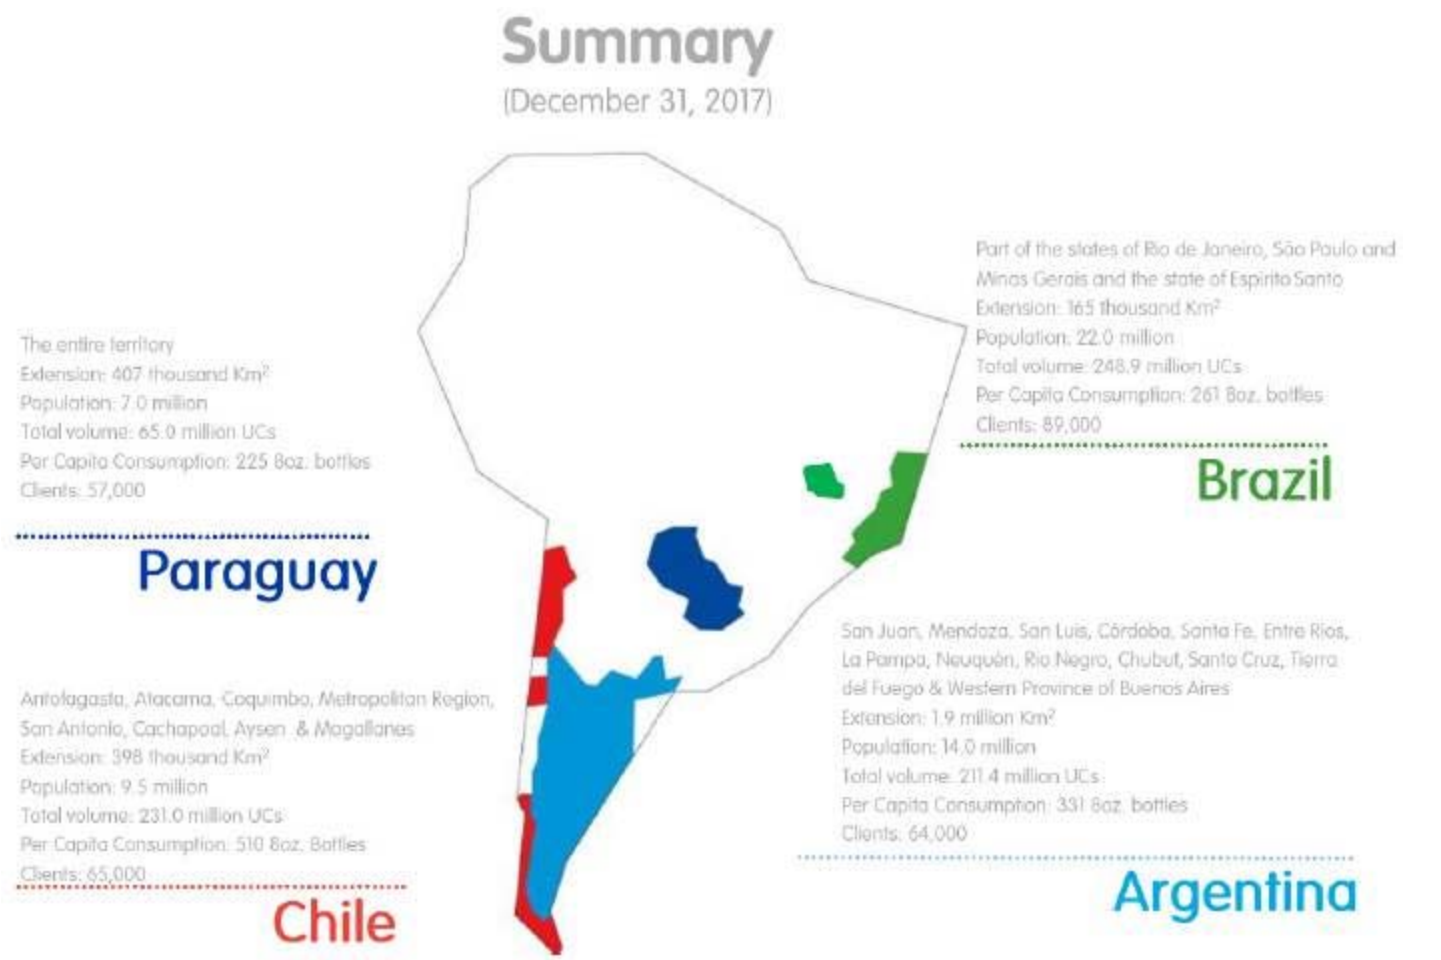 Summary
(December 31, 2017)
Part of the states of Rio de Janeiro, São Paulo and
Minas Gerais and the state of Espirito Santo
Extension: 165 thousand Km²
Population: 22.0 million
Total volume: 248.9 million UCs
Per Capita Consumption: 261 8oz. bottles
Clients: 89,000
Brazil
The entire territory
Extension: 407 thousand Km²
Population: 7.0 million
Total volume: 65.0 million UCs
Per Capita Consumption: 225 8oz. bottles
Clients: 57,000
Paraguay
San Juan, Mendoza, San Luis, Córdoba, Santa Fe, Entre Ríos,
La Pampa, Neuquén, Rio Negro, Chubut, Santa Cruz, Tierra
del Fuego & Western Province of Buenos Aires
Extension: 1.9 million Km²
Population: 14.0 million
Total volume: 211.4 million UCs
Per Capita Consumption: 331 8oz. bottles
Clients: 64,000
Argentina
Antofagasta, Atacama, Coquimbo, Metropolitan Region,
San Antonio, Cachapoal, Aysen & Magallanes
Extension: 398 thousand Km²
Population: 9.5 million
Total volume: 231.0 million UCs
Per Capita Consumption: 510 8oz. Bottles
Clients: 65,000
Chile